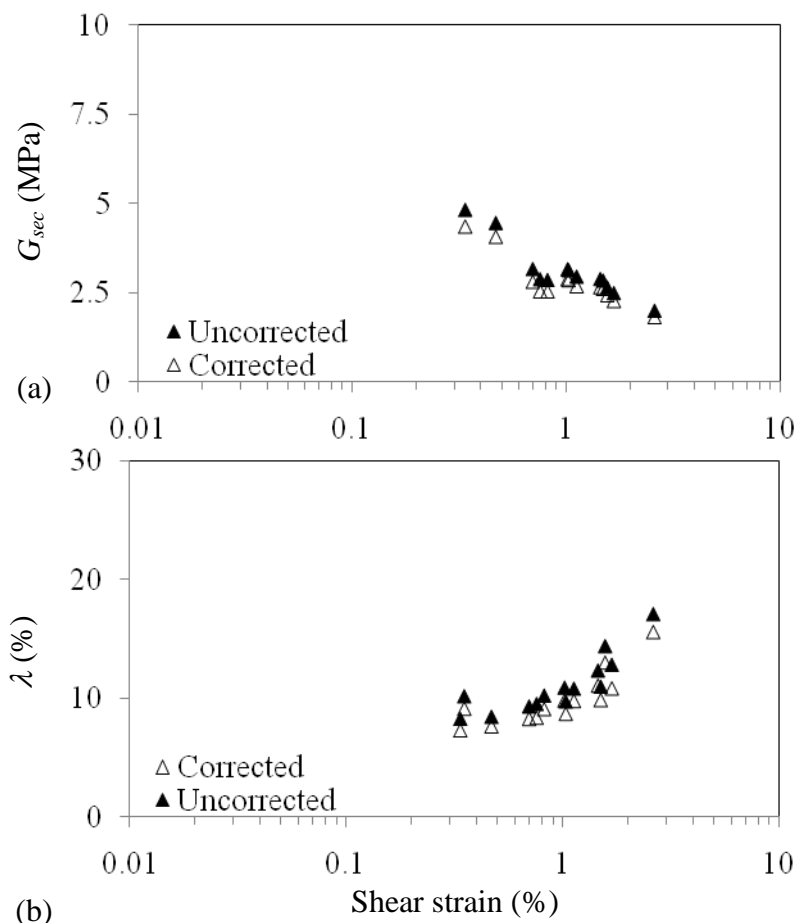 10
7.5
G_sec (MPa)
5
2.5
▲ Uncorrected
△ Corrected
0
(a)
0.01 0.1 1 10
30
20
λ (%)
10
△ Corrected
▲ Uncorrected
0
0.01 0.1 1 10
(b) Shear strain (%)